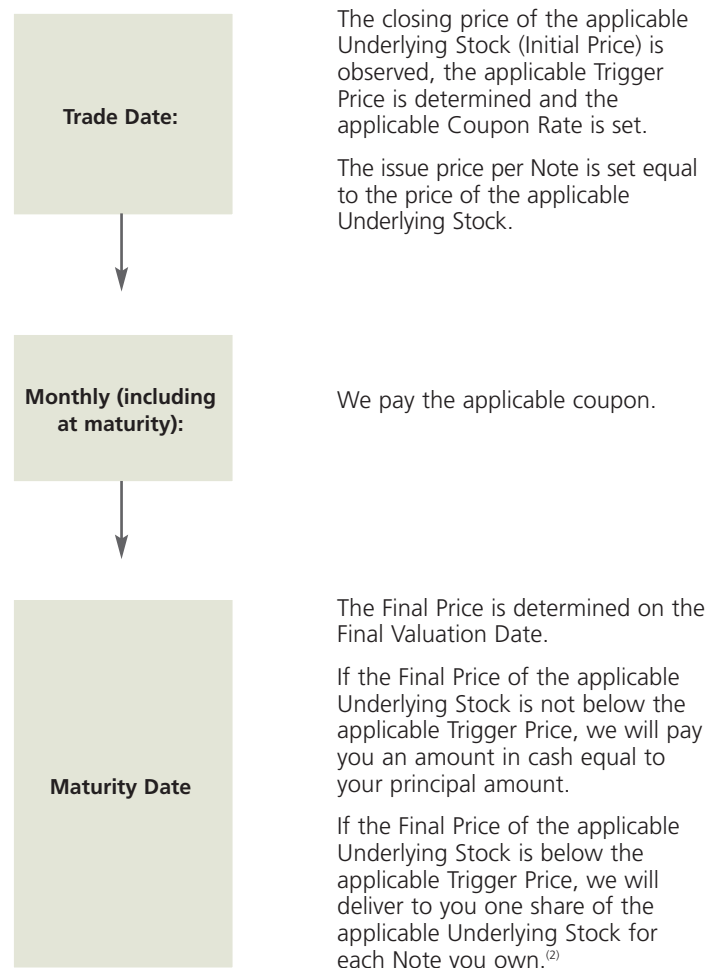 Trade Date:
The closing price of the applicable
Underlying Stock (Initial Price) is
observed, the applicable Trigger
Price is determined and the
applicable Coupon Rate is set.
The issue price per Note is set equal
to the price of the applicable
Underlying Stock.
Monthly (including
at maturity):
We pay the applicable coupon.
Maturity Date
The Final Price is determined on the
Final Valuation Date.
If the Final Price of the applicable
Underlying Stock is not below the
applicable Trigger Price, we will pay
you an amount in cash equal to
your principal amount.
If the Final Price of the applicable
Underlying Stock is below the
applicable Trigger Price, we will
deliver to you one share of the
applicable Underlying Stock for
each Note you own.(2)